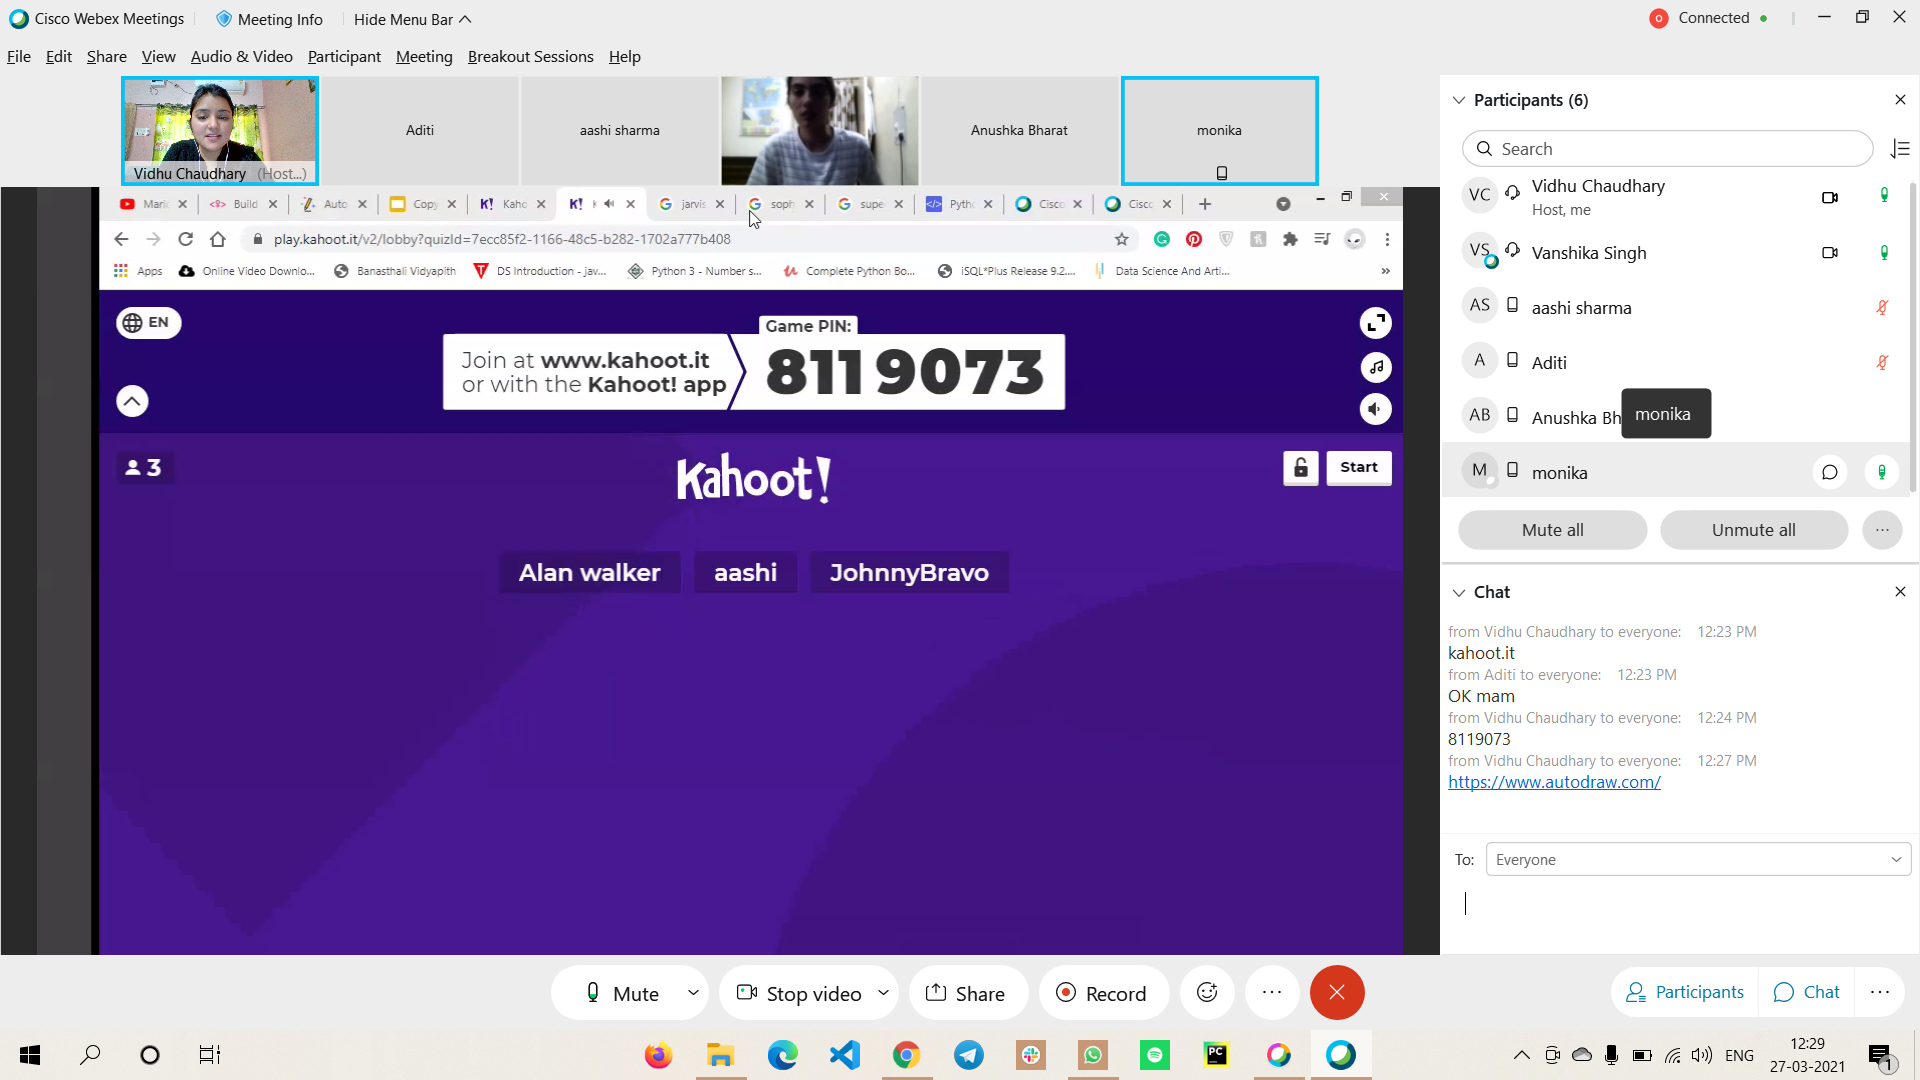 Cisco Webex Meetings
Meeting Info
Hide Menu Bar
Connected
File Edit Share View Audio & Video Participant Meeting Breakout Sessions Help
Vidhu Chaudhary (Host...)
Aditi
aashi sharma
Anushka Bharat
monika
Build
Auto
Copy
Kaho
jarvis
soph
supe
Pyth
Cisco
Cisc
play.kahoot.it/v2/lobby?quizId=7ecc85f2-1166-48c5-b282-1702a777b408
Apps
Online Video Downlo...
Banasthali Vidyapith
DS Introduction - jav...
Python 3 - Number s...
Complete Python Bo...
iSQL*Plus Release 9.2....
Data Science And Arti...
»
EN
Join at www.kahoot.it
or with the Kahoot! app
Game PIN:
811 9073
3
Kahoot!
Start
Alan walker
aashi
JohnnyBravo
Participants (6)
Search
VC
Vidhu Chaudhary
Host, me
VS
Vanshika Singh
AS
aashi sharma
A
Aditi
AB
Anushka Bh
monika
M
monika
Mute all
Unmute all
Chat
from Vidhu Chaudhary to everyone: 12:23 PM
kahoot.it
from Aditi to everyone: 12:23 PM
OK mam
from Vidhu Chaudhary to everyone: 12:24 PM
8119073
from Vidhu Chaudhary to everyone: 12:27 PM
https://www.autodraw.com/
To: Everyone
Mute
Stop video
Share
Record
Participants
Chat
PC
ENG
12:29
27-03-2021
1